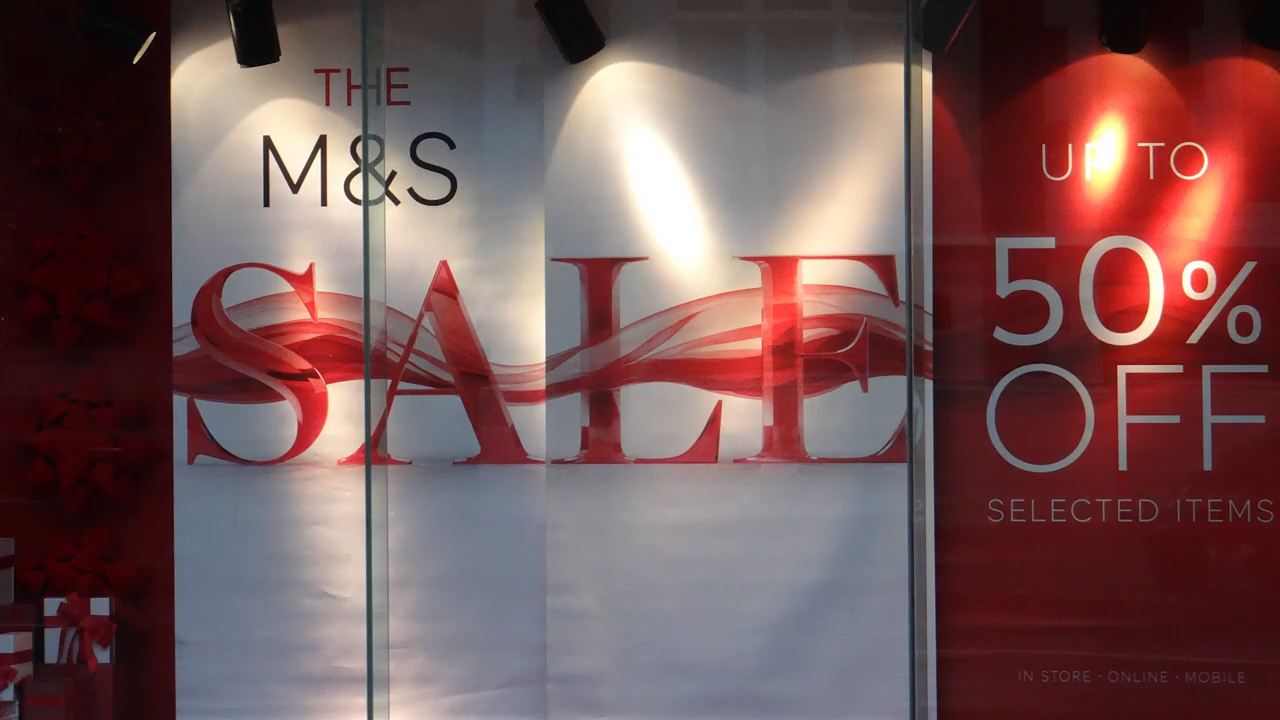 THE
M&S
SALE
UP TO
50%
OFF
SELECTED ITEMS
IN STORE · ONLINE · MOBILE